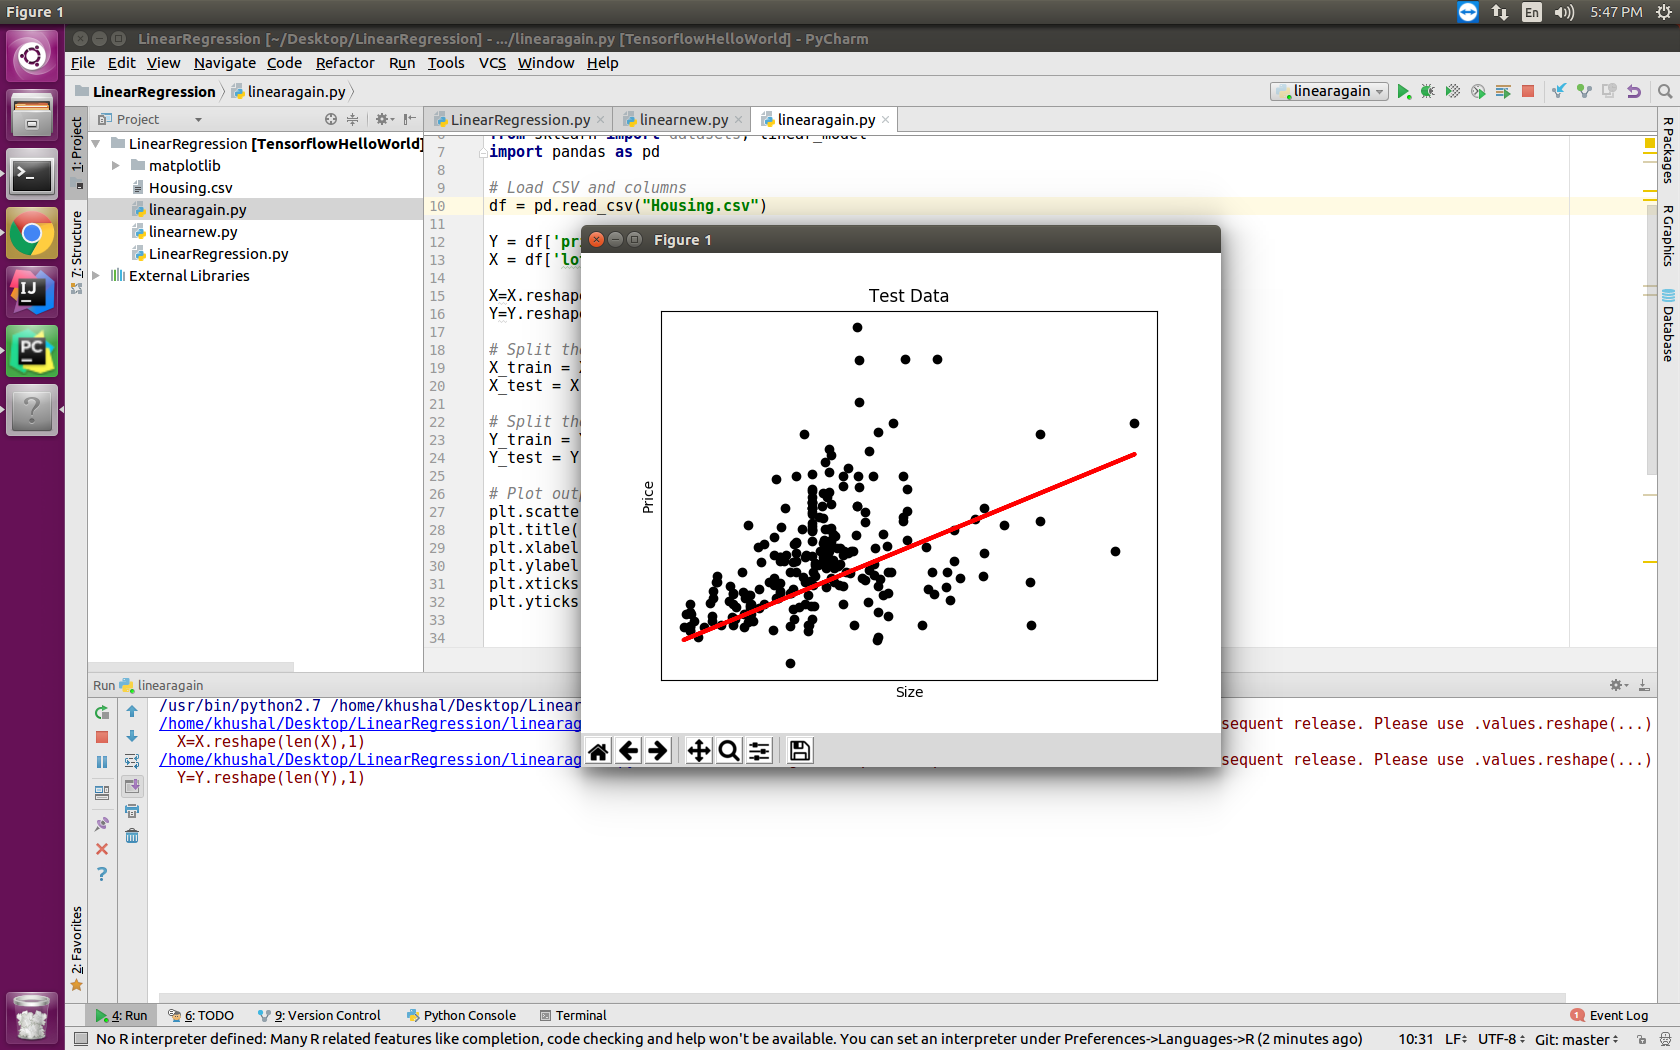 Figure 1
En
5:47 PM
LinearRegression [~/Desktop/LinearRegression] - .../linearagain.py [TensorflowHelloWorld] - PyCharm
File Edit View Navigate Code Refactor Run Tools VCS Window Help
LinearRegression linearagain.py
linearagain
Project
LinearRegression.py linearnew.py linearagain.py
1: Project
7: Structure
2: Favorites
LinearRegression [TensorflowHelloWorld]
matplotlib
Housing.csv
linearagain.py
linearnew.py
LinearRegression.py
External Libraries
from sklearn import datasets, linear_model
7 import pandas as pd
8
9 # Load CSV and columns
10 df = pd.read_csv("Housing.csv")
11
12 Y = df['pr
13 X = df['lo
14
15 X=X.reshape
16 Y=Y.reshape
17
18 # Split the
19 X_train = X
20 X_test = X
21
22 # Split the
23 Y_train = Y
24 Y_test = Y
25
26 # Plot out
27 plt.scatte
28 plt.title(
29 plt.xlabel
30 plt.ylabel
31 plt.xticks
32 plt.yticks
33
34
R Packages
R Graphics
Database
Figure 1
Test Data
Price
Size
Run linearagain
/usr/bin/python2.7 /home/khushal/Desktop/Linear
/home/khushal/Desktop/LinearRegression/linearag
sequent release. Please use .values.reshape(...)
X=X.reshape(len(X),1)
/home/khushal/Desktop/LinearRegression/linearag
sequent release. Please use .values.reshape(...)
Y=Y.reshape(len(Y),1)
4: Run 6: TODO 9: Version Control Python Console Terminal
1 Event Log
No R interpreter defined: Many R related features like completion, code checking and help won't be available. You can set an interpreter under Preferences->Languages->R (2 minutes ago)
10:31 LF UTF-8 Git: master